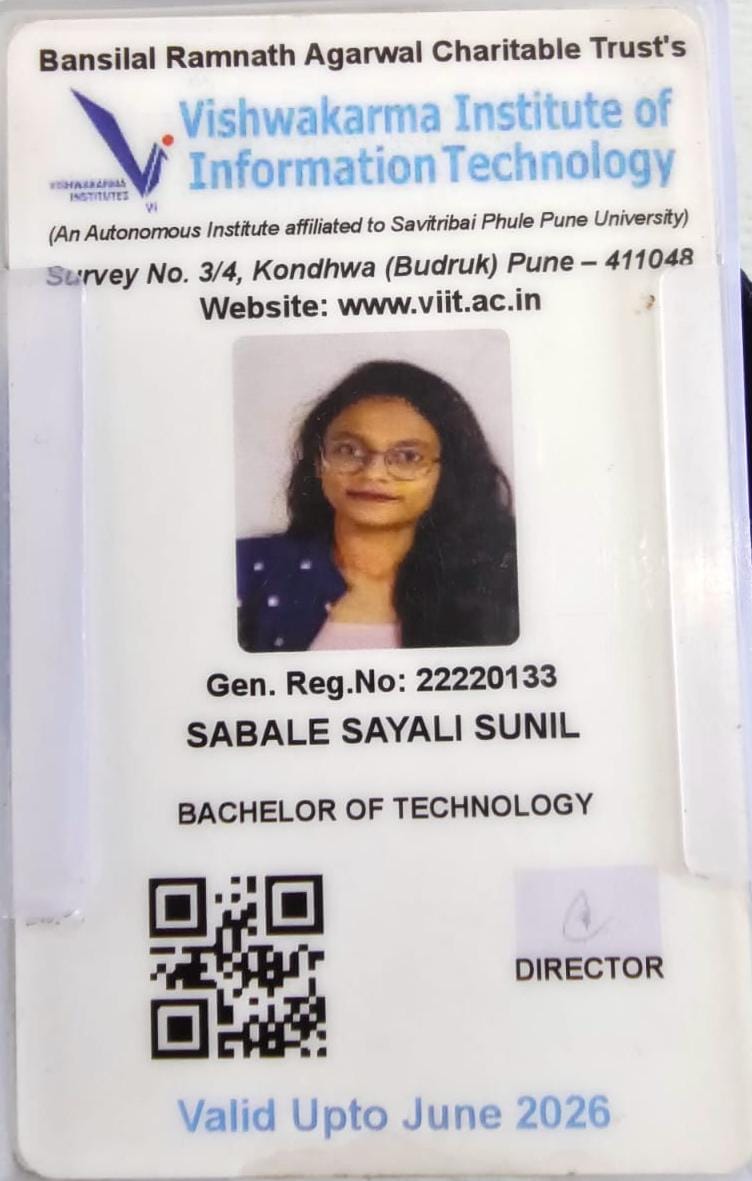 Bansilal Ramnath Agarwal Charitable Trust's
Vishwakarma Institute of
Information Technology
VISHWAKARMA
INSTITUTES
Vi
(An Autonomous Institute affiliated to Savitribai Phule Pune University)
Survey No. 3/4, Kondhwa (Budruk) Pune – 411048
Website: www.viit.ac.in
Gen. Reg.No: 22220133
SABALE SAYALI SUNIL
BACHELOR OF TECHNOLOGY
DIRECTOR
Valid Upto June 2026